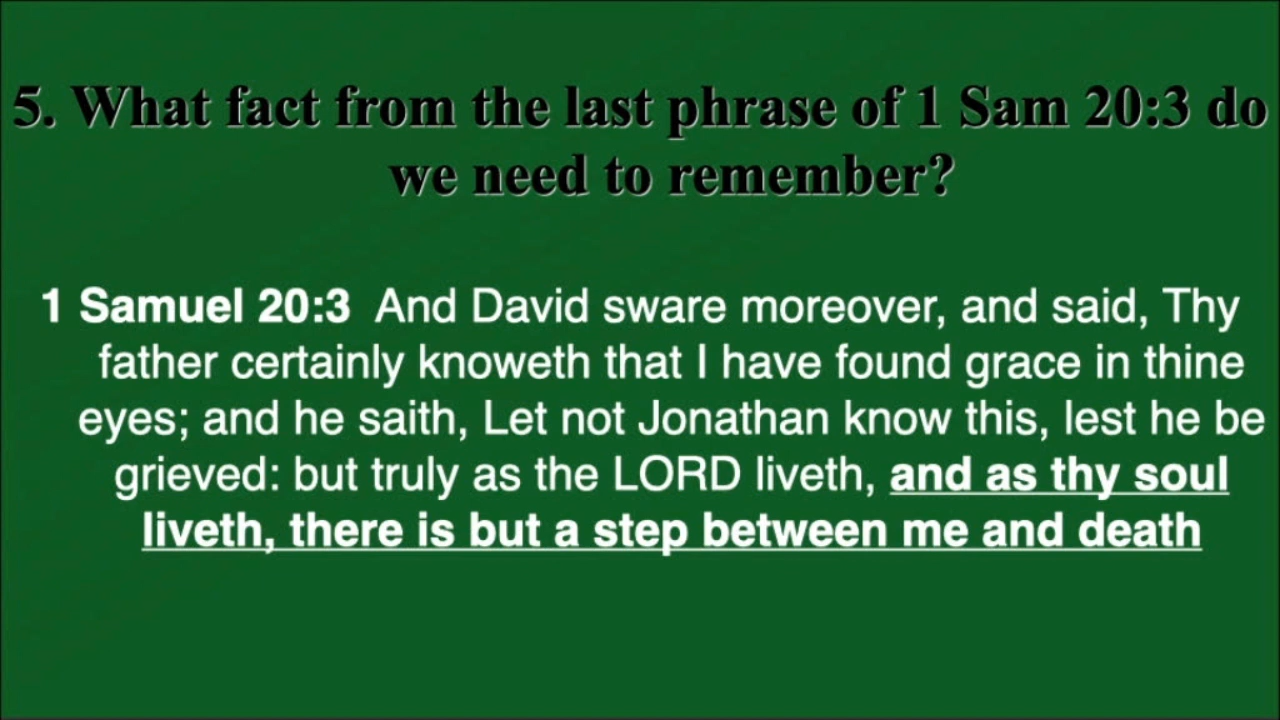 5. What fact from the last phrase of 1 Sam 20:3 do
we need to remember?
1 Samuel 20:3 And David sware moreover, and said, Thy
father certainly knoweth that I have found grace in thine
eyes; and he saith, Let not Jonathan know this, lest he be
grieved: but truly as the LORD liveth, and as thy soul
liveth, there is but a step between me and death